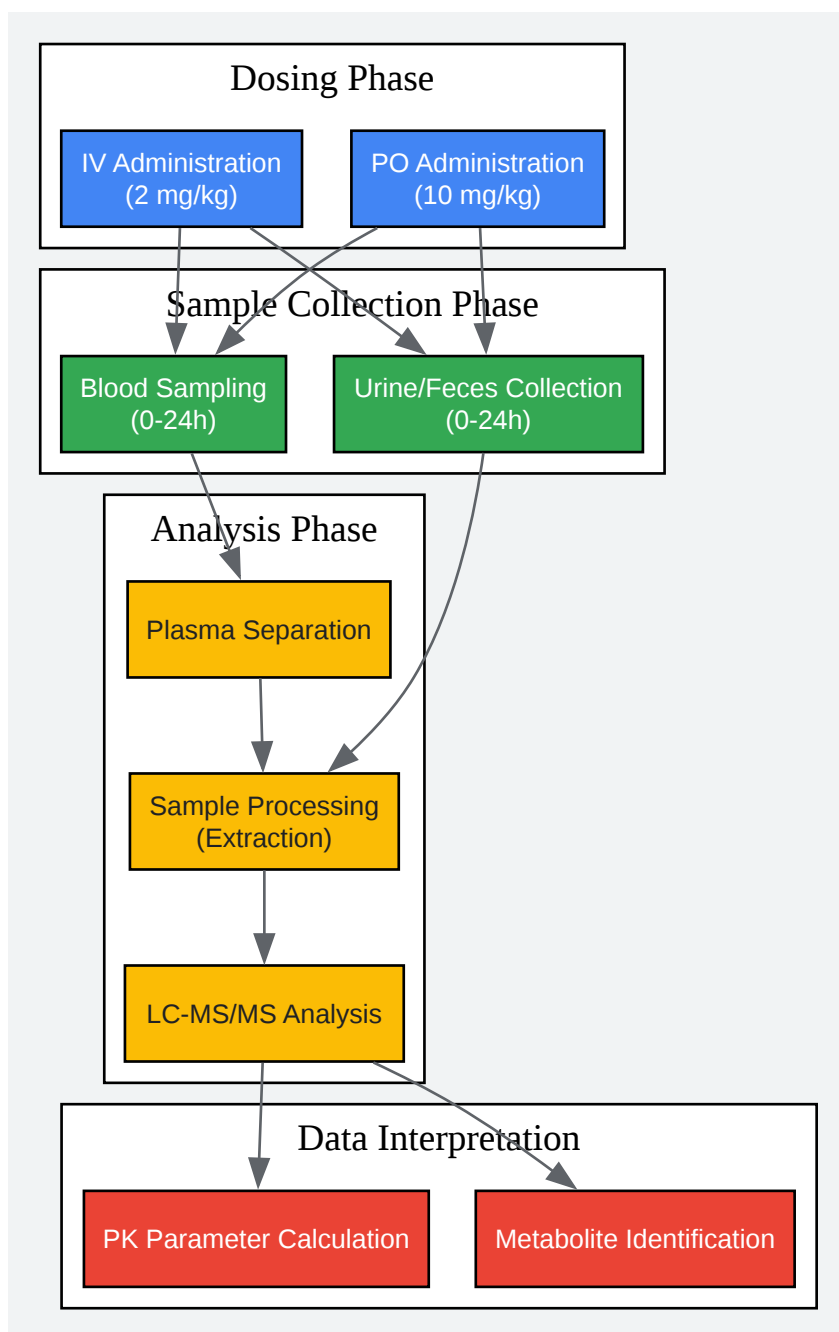 Dosing Phase
IV Administration
(2 mg/kg)
PO Administration
(10 mg/kg)
Sample Collection Phase
Blood Sampling
(0-24h)
Urine/Feces Collection
(0-24h)
Analysis Phase
Plasma Separation
Sample Processing
(Extraction)
LC-MS/MS Analysis
Data Interpretation
PK Parameter Calculation
Metabolite Identification